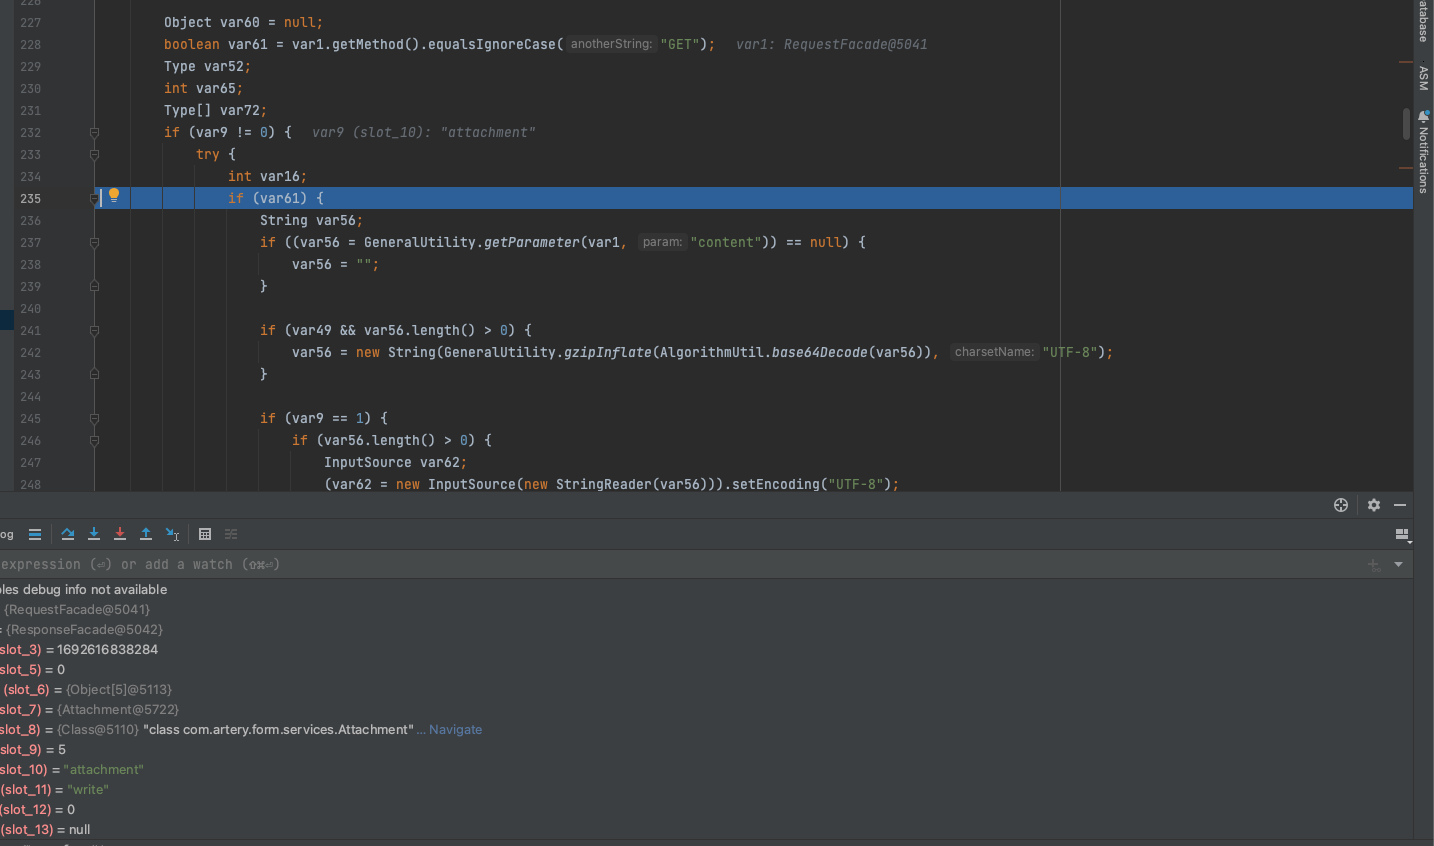 226
227 Object var60 = null;
228 boolean var61 = var1.getMethod().equalsIgnoreCase( anotherString: "GET"); var1: RequestFacade@5041
229 Type var52;
230 int var65;
231 Type[] var72;
232 if (var9 != 0) { var9 (slot_10): "attachment"
233 try {
234 int var16;
235 if (var61) {
236 String var56;
237 if ((var56 = GeneralUtility.getParameter(var1, param: "content")) == null) {
238 var56 = "";
239 }
240
241 if (var49 && var56.length() > 0) {
242 var56 = new String(GeneralUtility.gzipInflate(AlgorithmUtil.base64Decode(var56)), charsetName: "UTF-8");
243 }
244
245 if (var9 == 1) {
246 if (var56.length() > 0) {
247 InputSource var62;
248 (var62 = new InputSource(new StringReader(var56))).setEncoding("UTF-8");
atabase
ASM
Notifications
og
expression (⏎) or add a watch (⇧⌘⏎)
bles debug info not available
{RequestFacade@5041}
= {ResponseFacade@5042}
slot_3) = 1692616838284
slot_5) = 0
(slot_6) = {Object[5]@5113}
slot_7) = {Attachment@5722}
slot_8) = {Class@5110} "class com.artery.form.services.Attachment" ... Navigate
slot_9) = 5
slot_10) = "attachment"
(slot_11) = "write"
(slot_12) = 0
(slot_13) = null